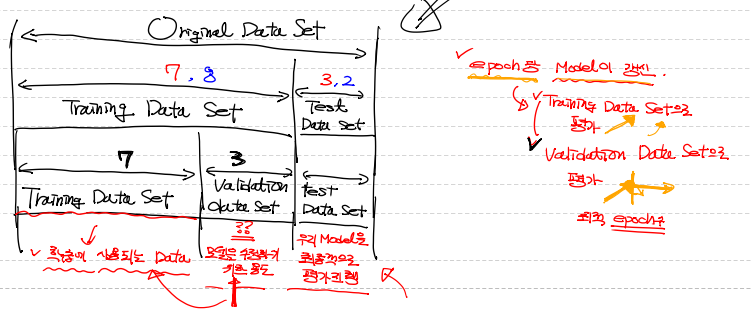 Original Data Set
7, 8
3, 2
Training Data Set
Test
Data Set
7
3
Training Data Set
Validation
data Set
test
Data Set
??
✓ 학습에 사용되는 Data
모델을 수정하기
위한 용도
우리 Model을
최종적으로
평가
✓ epoch당 Model이 갱신.
✓ Training Data Set으로
평가
✓ Validation Data Set으로
평가
최적 epoch수